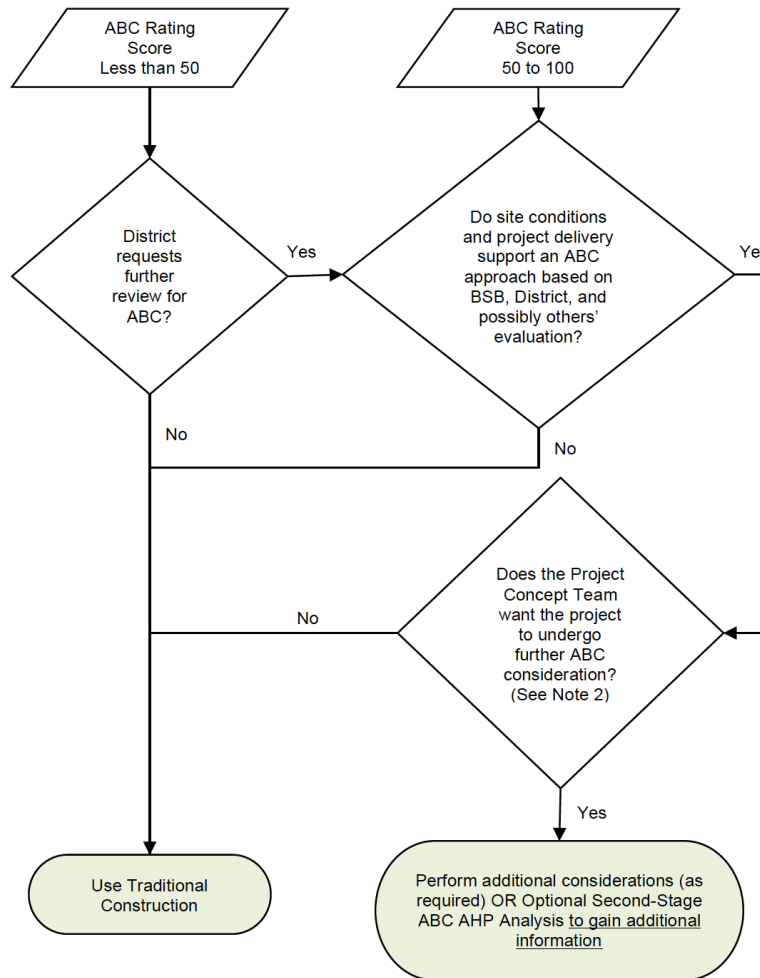 ABC Rating
Score
Less than 50
ABC Rating
Score
50 to 100
District
requests
further
review for
ABC?
Yes
Do site conditions
and project delivery
support an ABC
approach based on
BSB, District, and
possibly others'
evaluation?
Ye
No
No
Does the Project
Concept Team
want the project
to undergo
further ABC
consideration?
(See Note 2)
No
Yes
Use Traditional
Construction
Perform additional considerations (as
required) OR Optional Second-Stage
ABC AHP Analysis to gain additional
information